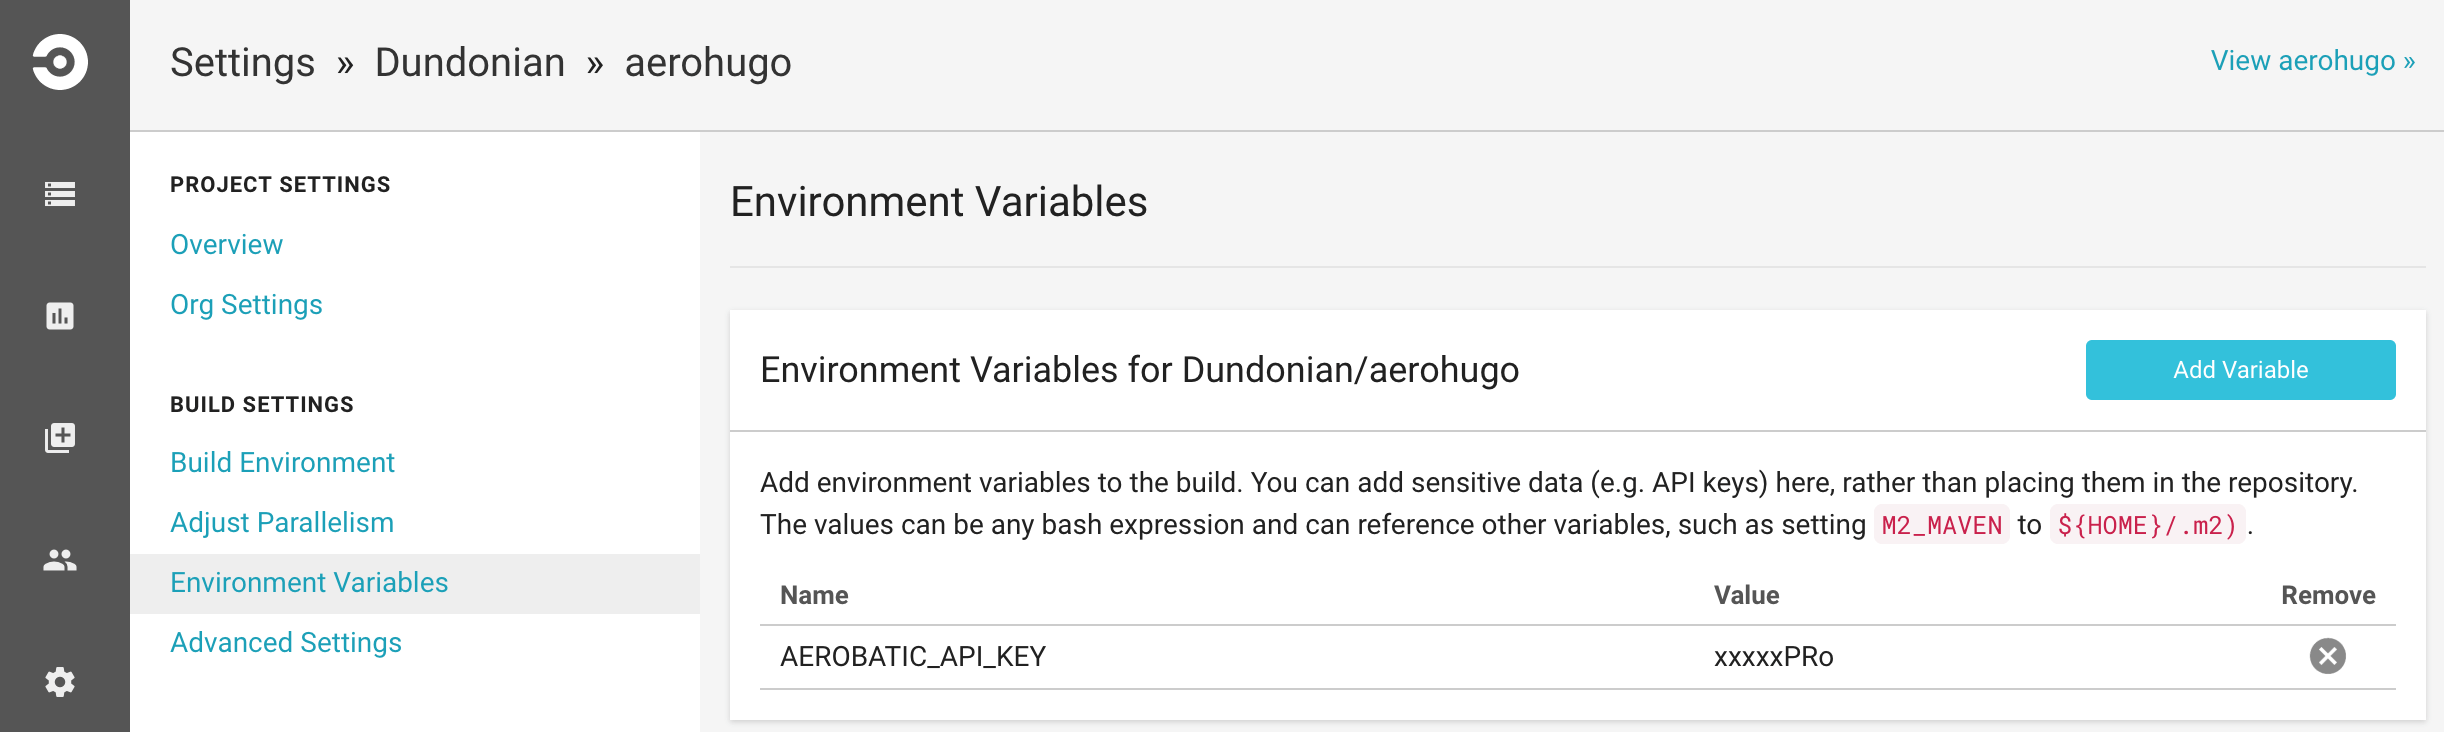 Settings » Dundonian » aerohugo
View aerohugo »
PROJECT SETTINGS
Overview
Org Settings
BUILD SETTINGS
Build Environment
Adjust Parallelism
Environment Variables
Advanced Settings
Environment Variables
Environment Variables for Dundonian/aerohugo
Add Variable
Add environment variables to the build. You can add sensitive data (e.g. API keys) here, rather than placing them in the repository.
The values can be any bash expression and can reference other variables, such as setting M2_MAVEN to ${HOME}/.m2).
Name Value Remove
AEROBATIC_API_KEY xxxxxPRo